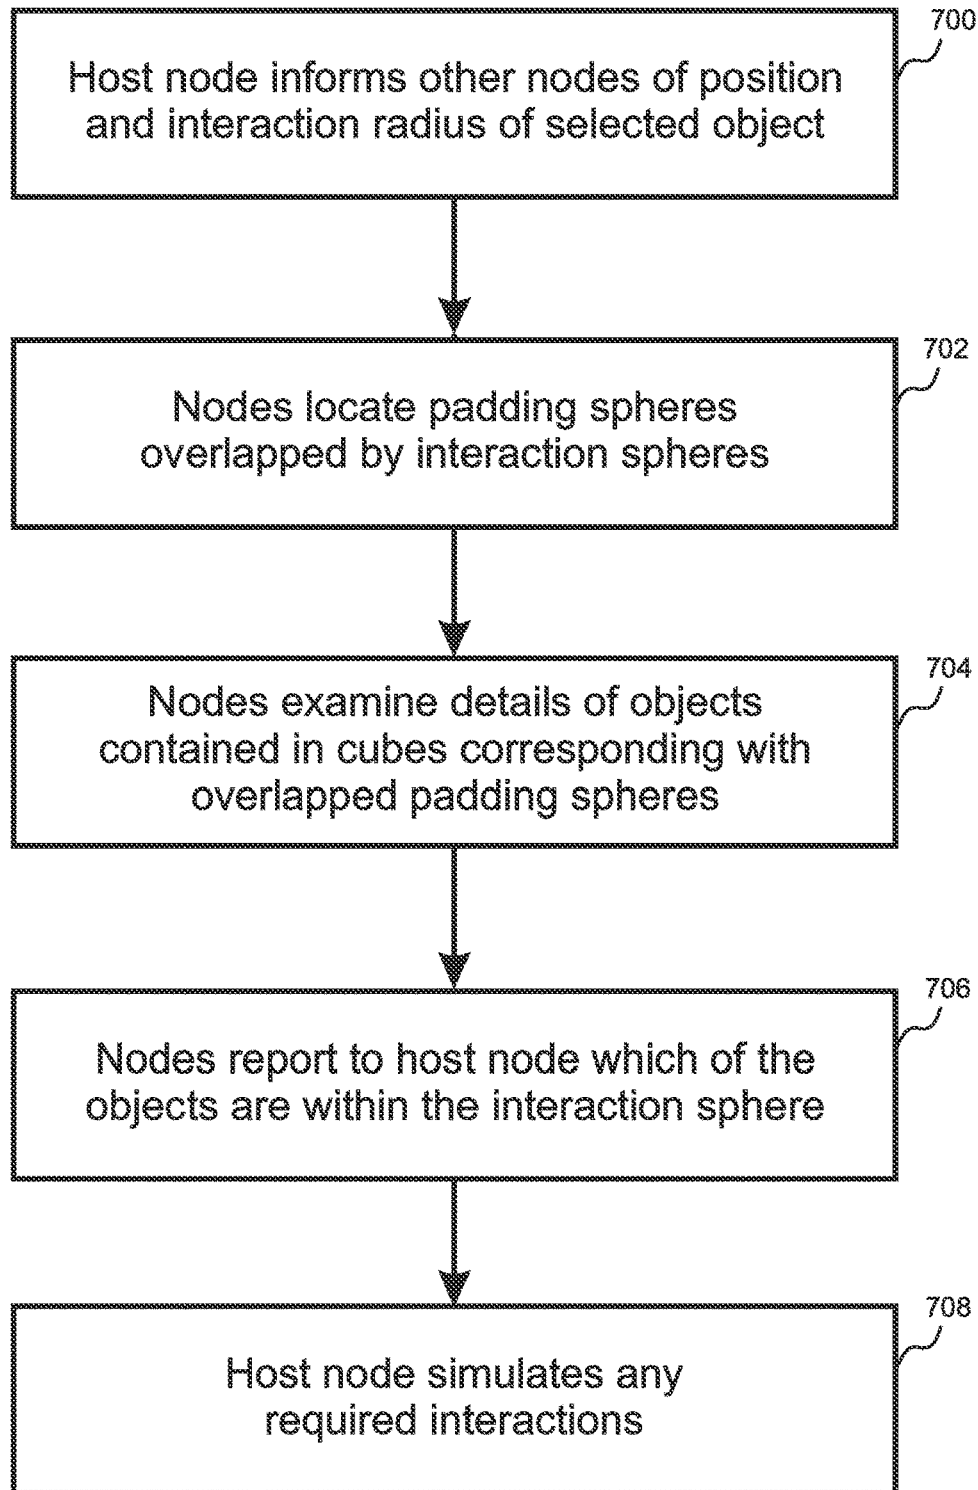 700
Host node informs other nodes of position
and interaction radius of selected object
702
Nodes locate padding spheres
overlapped by interaction spheres
704
Nodes examine details of objects
contained in cubes corresponding with
overlapped padding spheres
706
Nodes report to host node which of the
objects are within the interaction sphere
708
Host node simulates any
required interactions